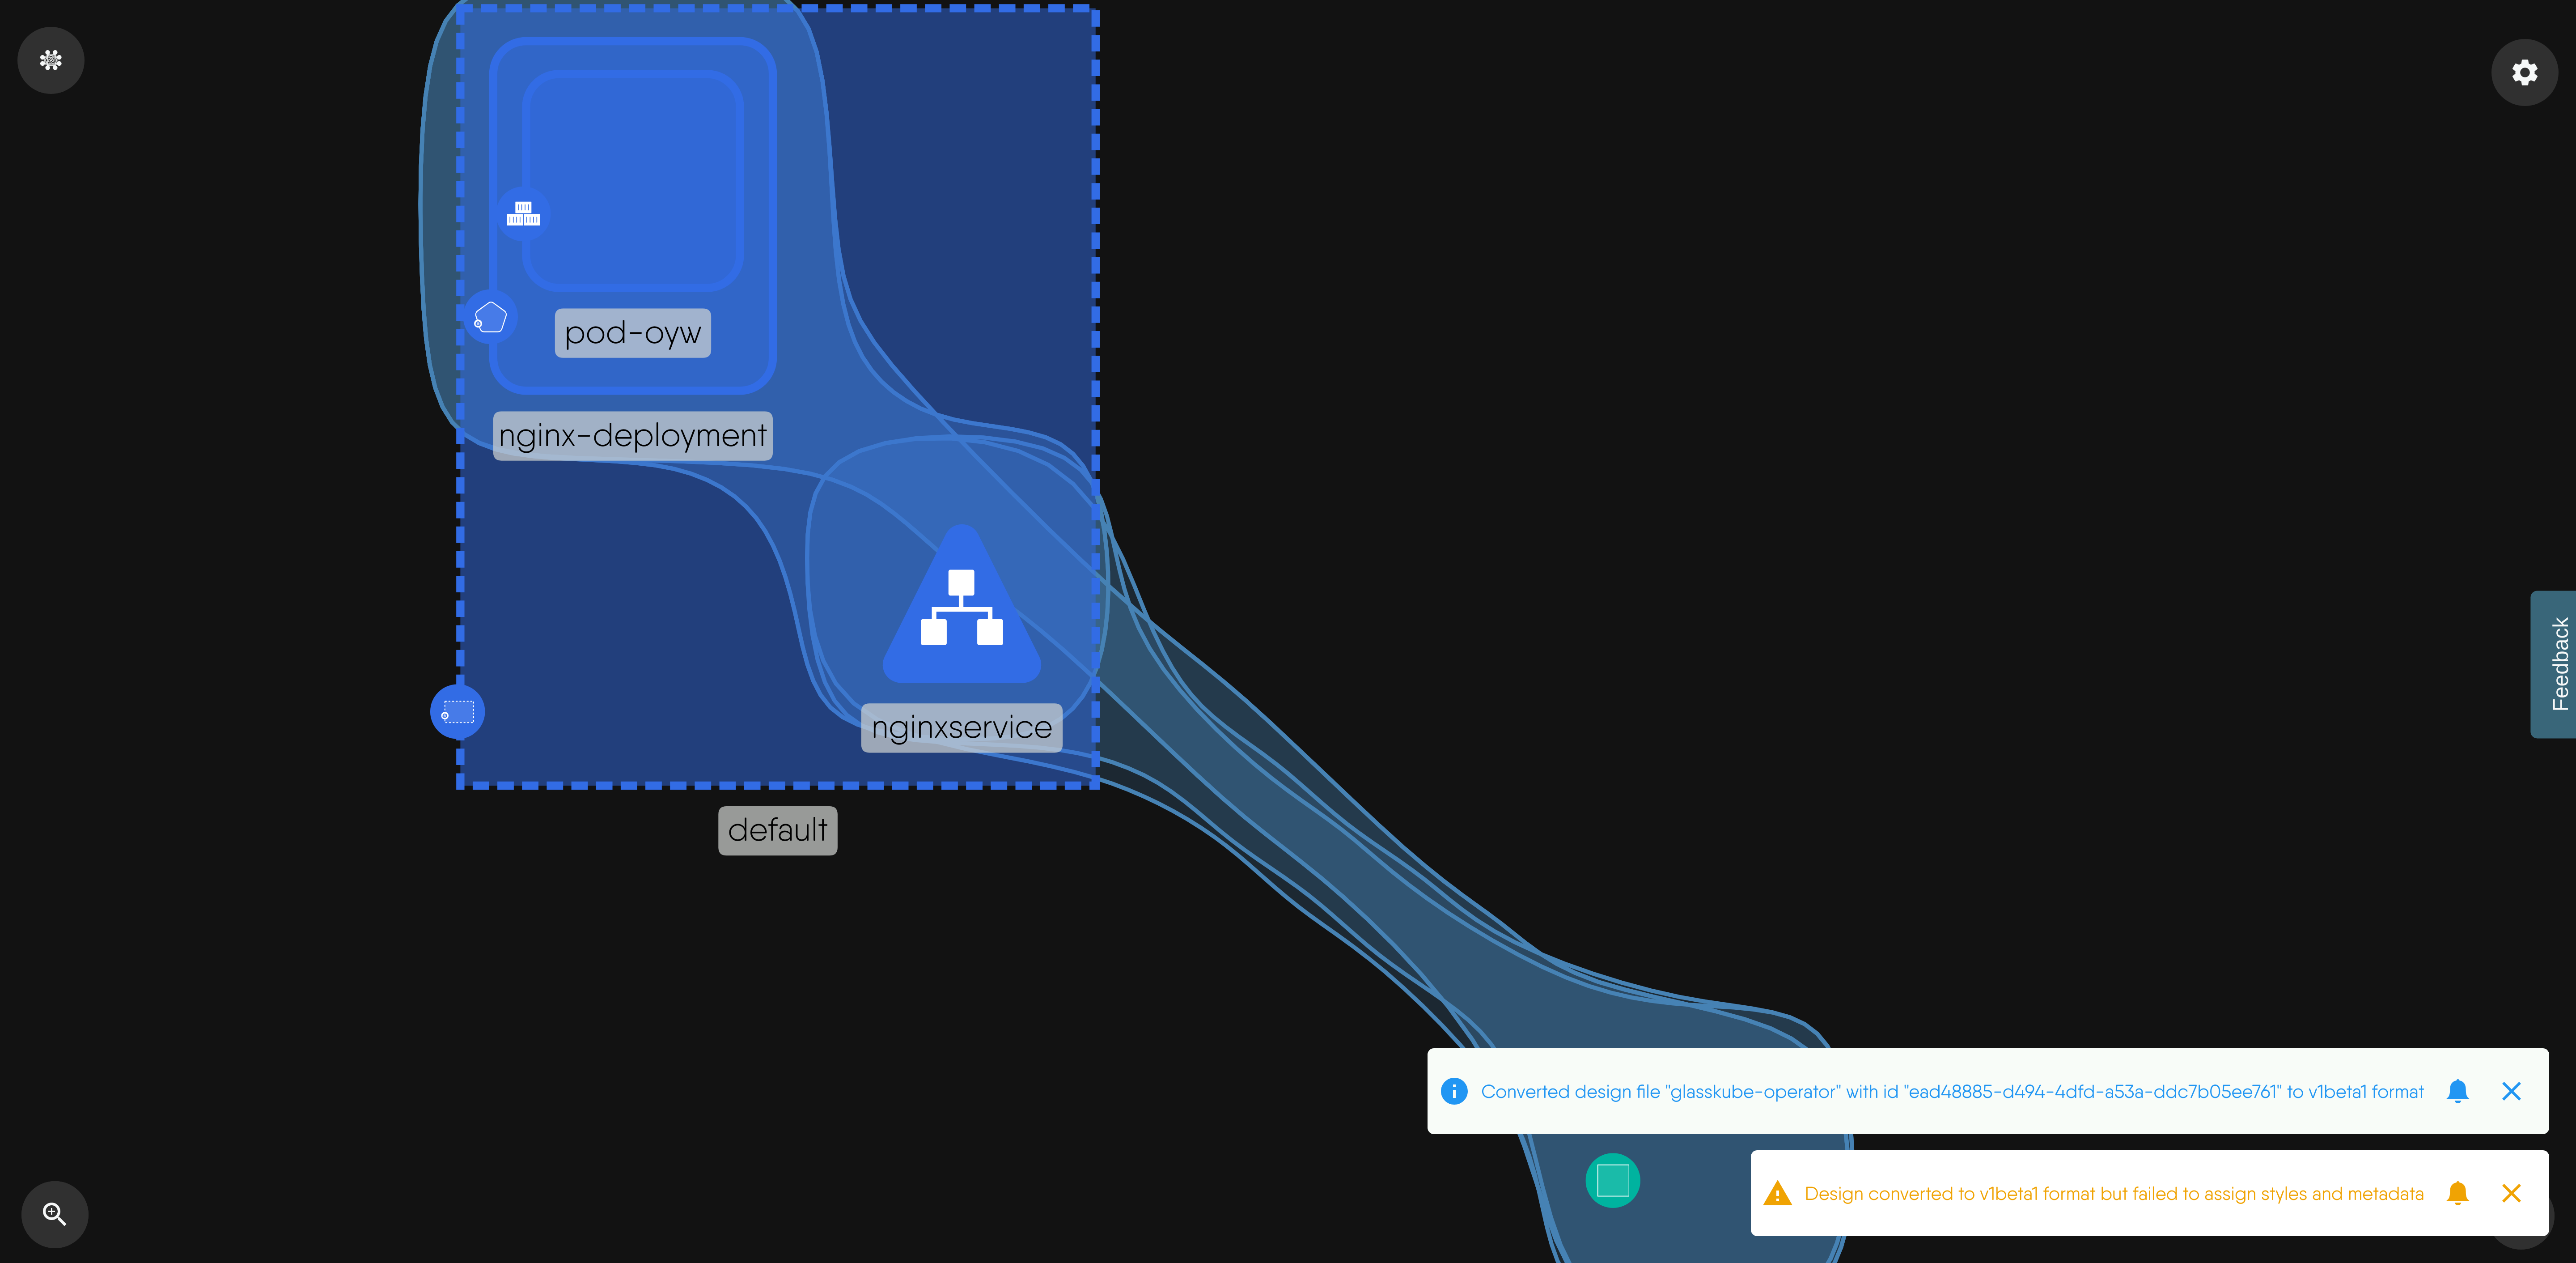 pod-oyw
nginx-deployment
nginxservice
default
Feedback
Converted design file "glasskube-operator" with id "ead48885-d494-4dfd-a53a-ddc7b05ee761" to v1beta1 format
Design converted to v1beta1 format but failed to assign styles and metadata